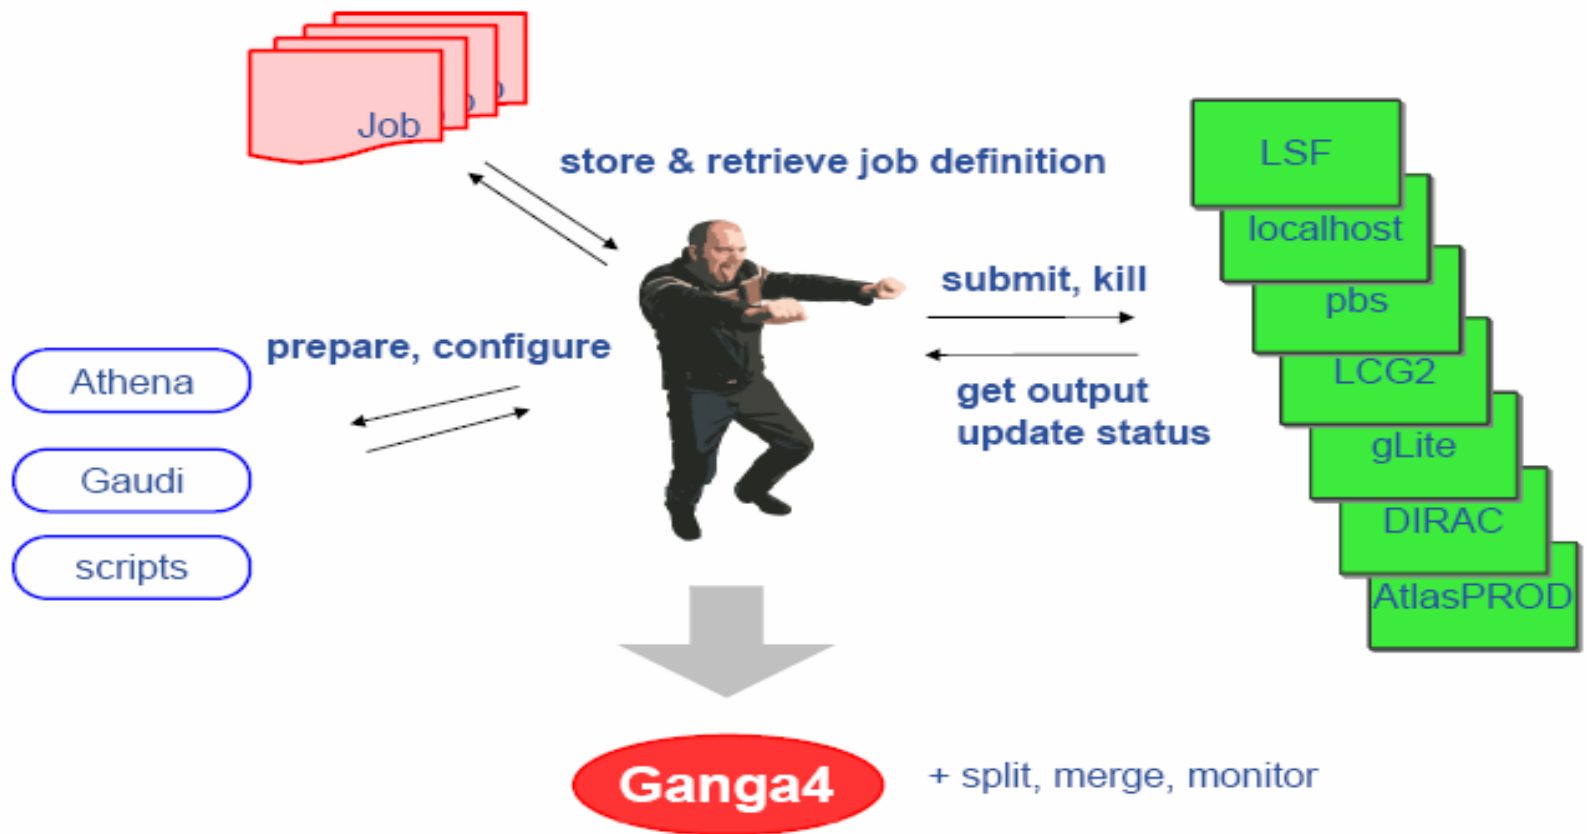 Job
store & retrieve job definition
LSF
localhost
submit, kill
pbs
prepare, configure
Athena
LCG2
get output
update status
gLite
Gaudi
DIRAC
scripts
AtlasPROD
Ganga4
+ split, merge, monitor